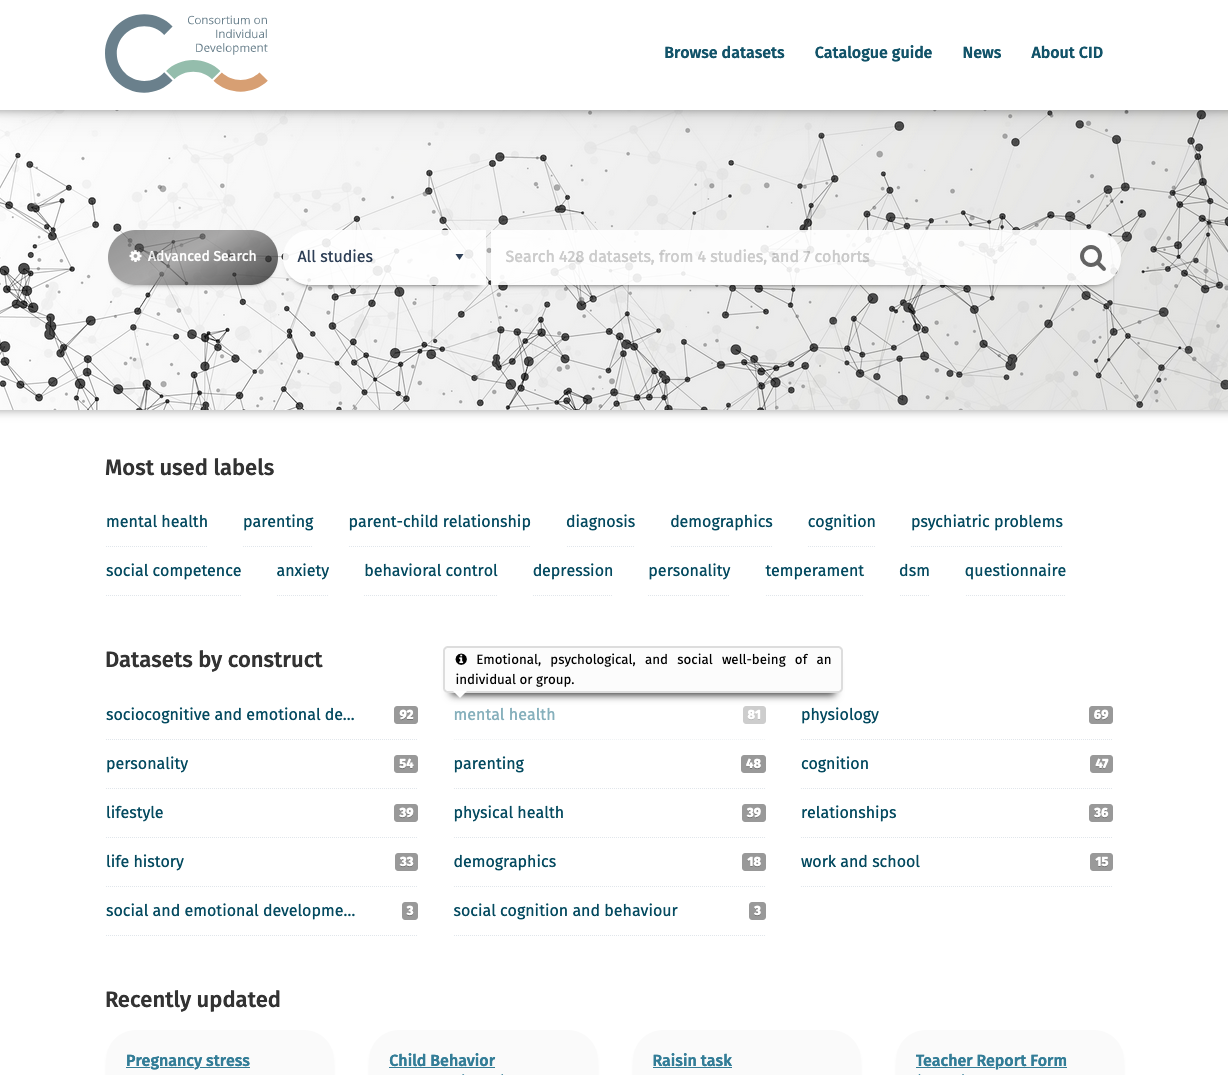 Consortium on
Individual
Development
Browse datasets
Catalogue guide
News
About CID
Advanced Search
All studies
Search 428 datasets, from 4 studies, and 7 cohorts
Most used labels
mental health
parenting
parent-child relationship
diagnosis
demographics
cognition
psychiatric problems
social competence
anxiety
behavioral control
depression
personality
temperament
dsm
questionnaire
Datasets by construct
Emotional, psychological, and social well-being of an
individual or group.
sociocognitive and emotional de... 92
mental health 81
physiology 69
personality 54
parenting 48
cognition 47
lifestyle 39
physical health 39
relationships 36
life history 33
demographics 18
work and school 15
social and emotional developme... 3
social cognition and behaviour 3
Recently updated
Pregnancy stress
Child Behavior
Raisin task
Teacher Report Form